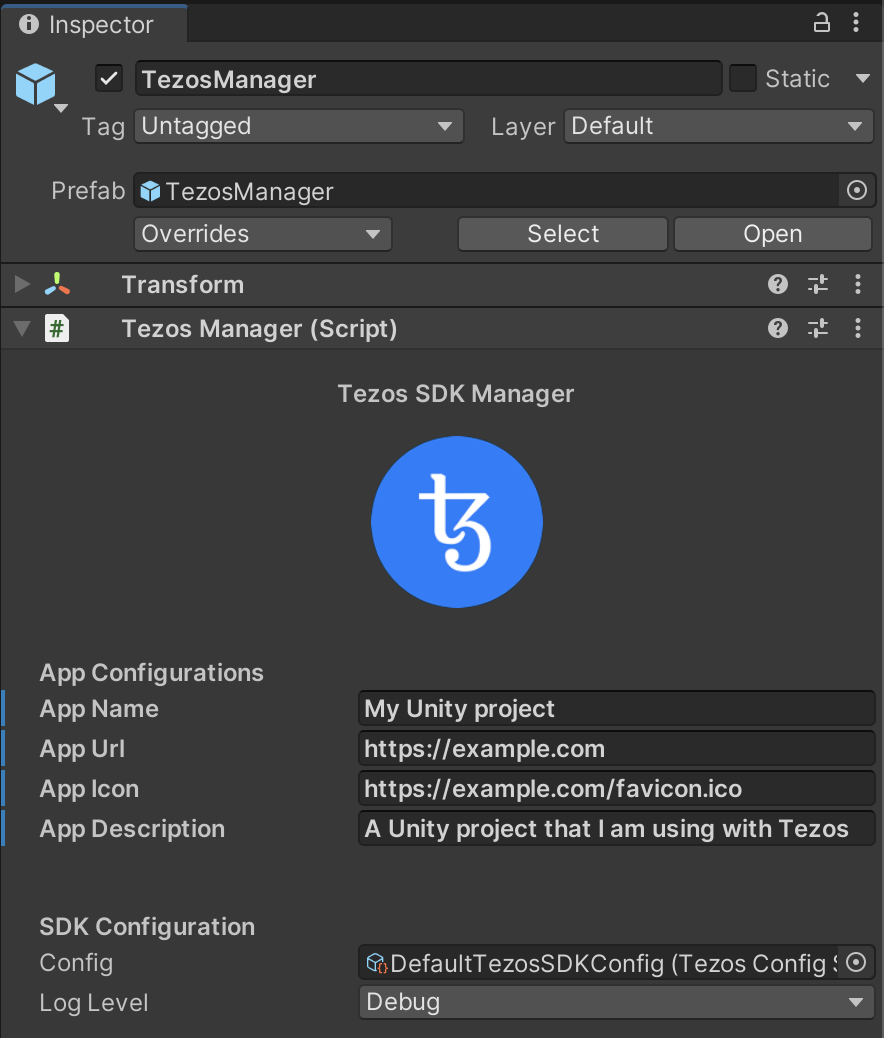 Inspector
TezosManager Static
Tag Untagged Layer Default
Prefab TezosManager
Overrides Select Open
Transform
# Tezos Manager (Script)
Tezos SDK Manager
App Configurations
App Name My Unity project
App Url https://example.com
App Icon https://example.com/favicon.ico
App Description A Unity project that I am using with Tezos
SDK Configuration
Config DefaultTezosSDKConfig (Tezos Config
Log Level Debug